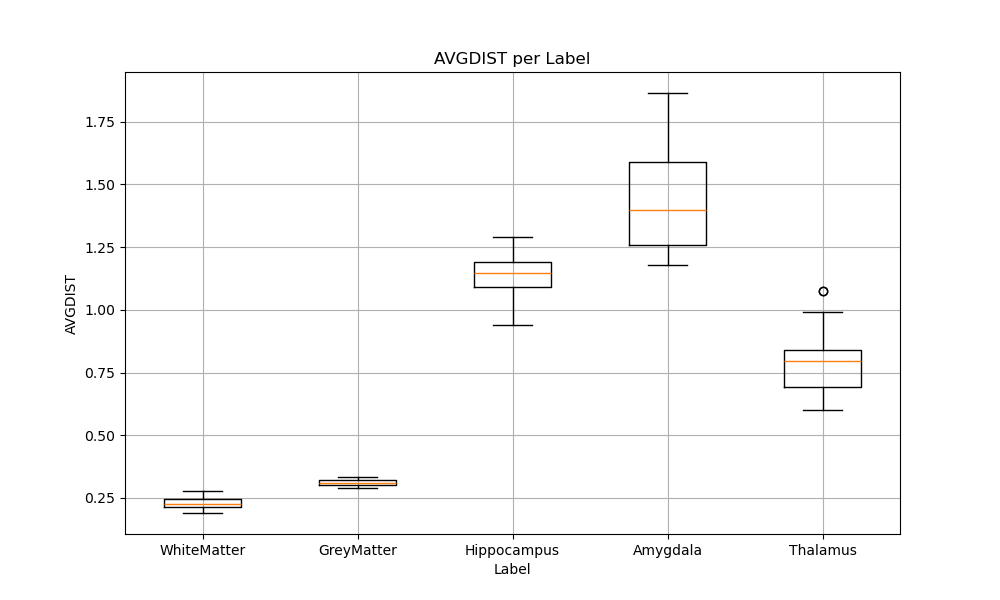 AVGDIST per Label
AVGDIST
1.75
1.50
1.25
1.00
0.75
0.50
0.25
WhiteMatter
GreyMatter
Hippocampus
Amygdala
Thalamus
Label